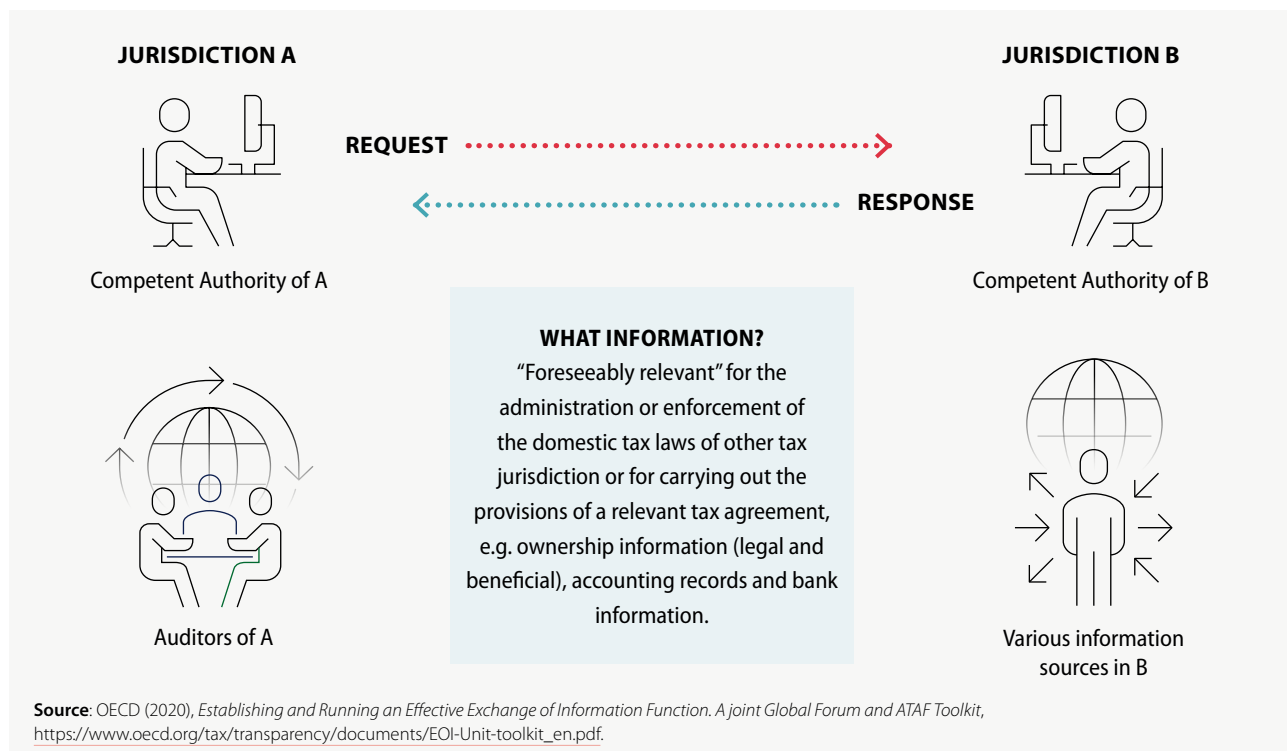 JURISDICTION A
JURISDICTION B
REQUEST
RESPONSE
Competent Authority of A
Competent Authority of B
WHAT INFORMATION?
“Foreseeably relevant” for the
administration or enforcement of
the domestic tax laws of other tax
jurisdiction or for carrying out the
provisions of a relevant tax agreement,
e.g. ownership information (legal and
beneficial), accounting records and bank
information.
Auditors of A
Various information
sources in B
Source: OECD (2020), Establishing and Running an Effective Exchange of Information Function. A joint Global Forum and ATAF Toolkit,
https://www.oecd.org/tax/transparency/documents/EOI-Unit-toolkit_en.pdf.